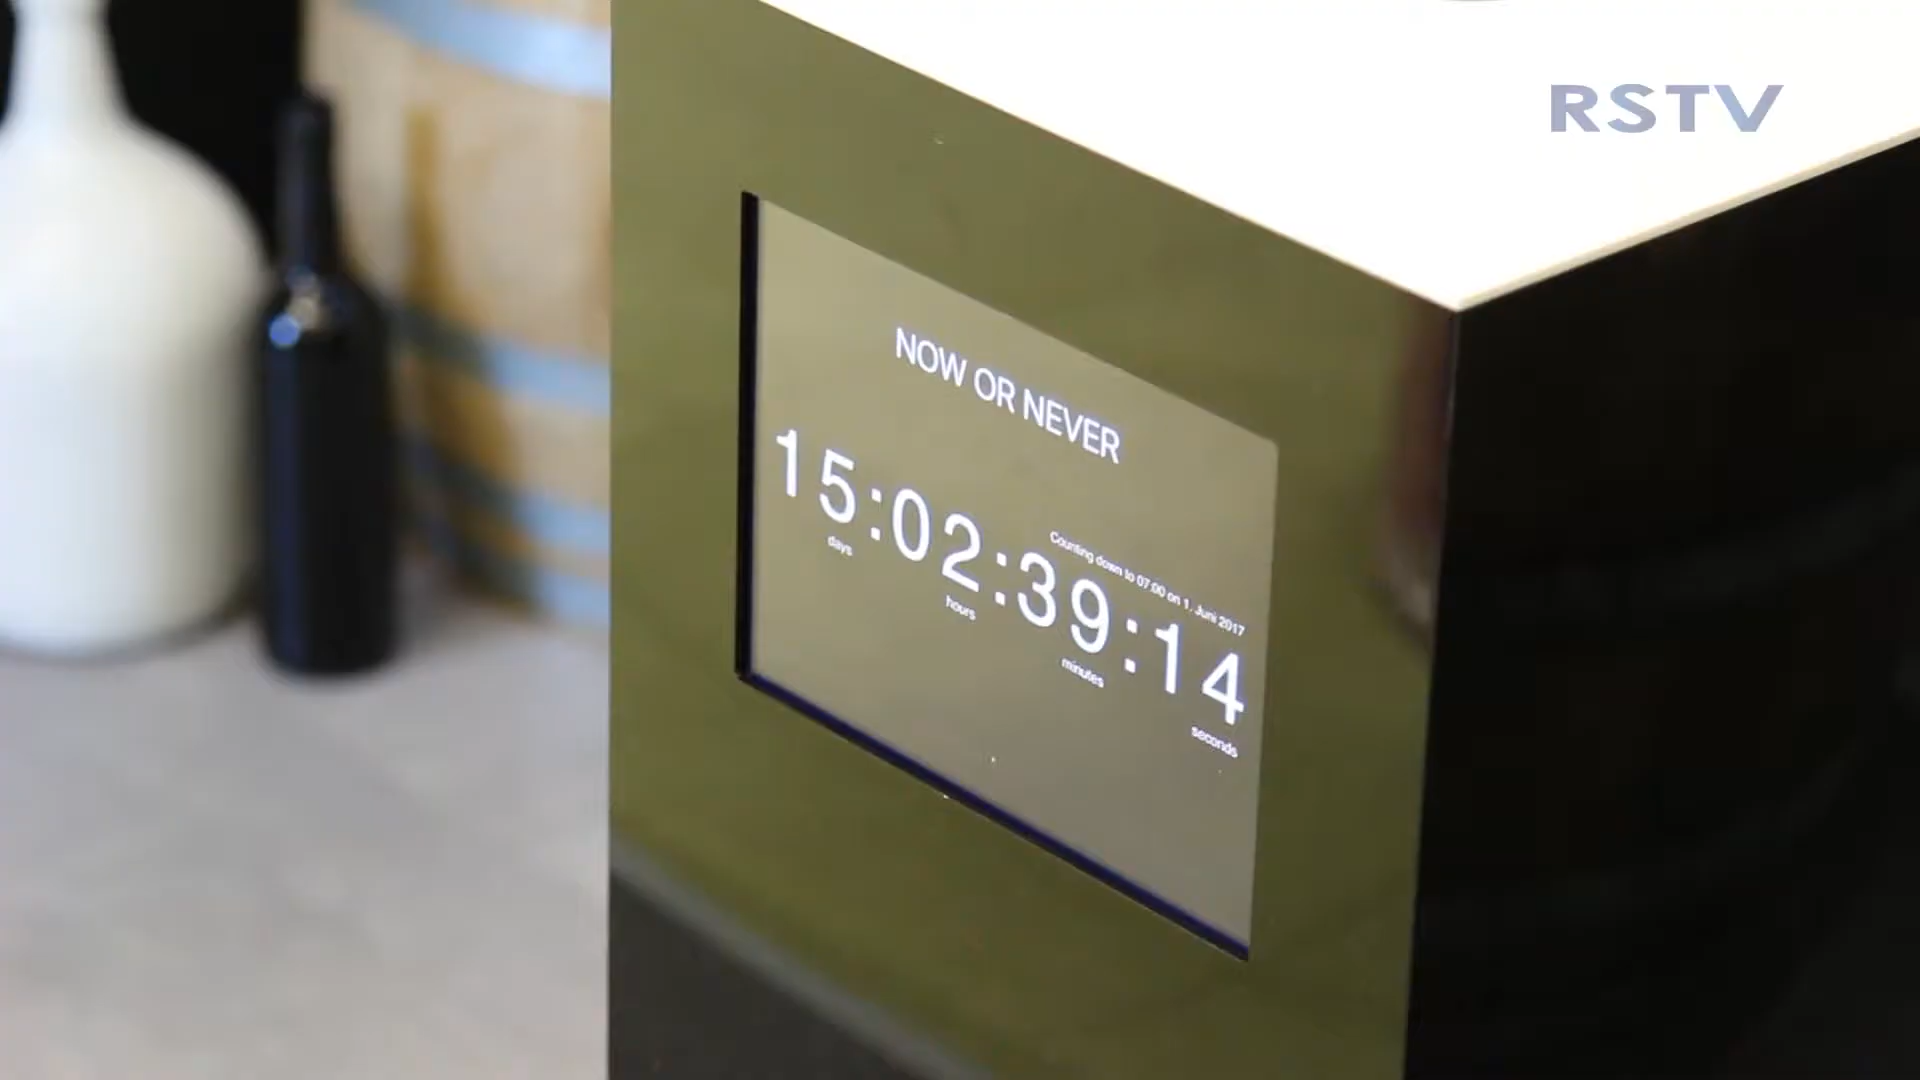 RSTV
NOW OR NEVER
Counting down to 07:00 on 1. Juni 2017
15:02:39:14
days hours minutes seconds